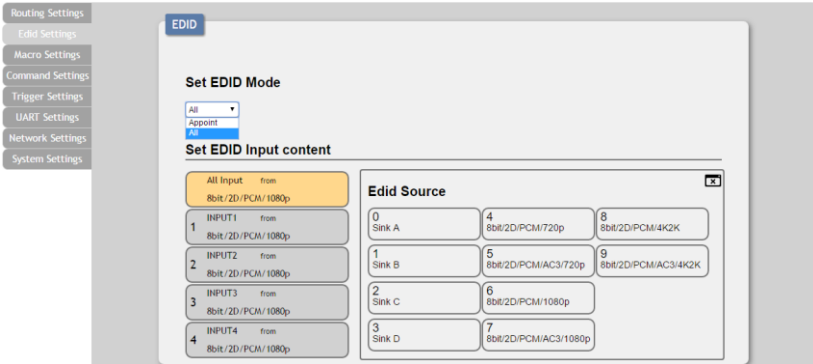 Routing Settings
Edid Settings
Macro Settings
Command Settings
Trigger Settings
UART Settings
Network Settings
System Settings
EDID
Set EDID Mode
All
Appoint
All
Set EDID Input content
All Input from
8bit/2D/PCM/1080p
1 INPUT1 from
8bit/2D/PCM/1080p
2 INPUT2 from
8bit/2D/PCM/1080p
3 INPUT3 from
8bit/2D/PCM/1080p
4 INPUT4 from
8bit/2D/PCM/1080p
Edid Source
0
Sink A
4
8bit/2D/PCM/720p
8
8bit/2D/PCM/4K2K
1
Sink B
5
8bit/2D/PCM/AC3/720p
9
8bit/2D/PCM/AC3/4K2K
2
Sink C
6
8bit/2D/PCM/1080p
3
Sink D
7
8bit/2D/PCM/AC3/1080p